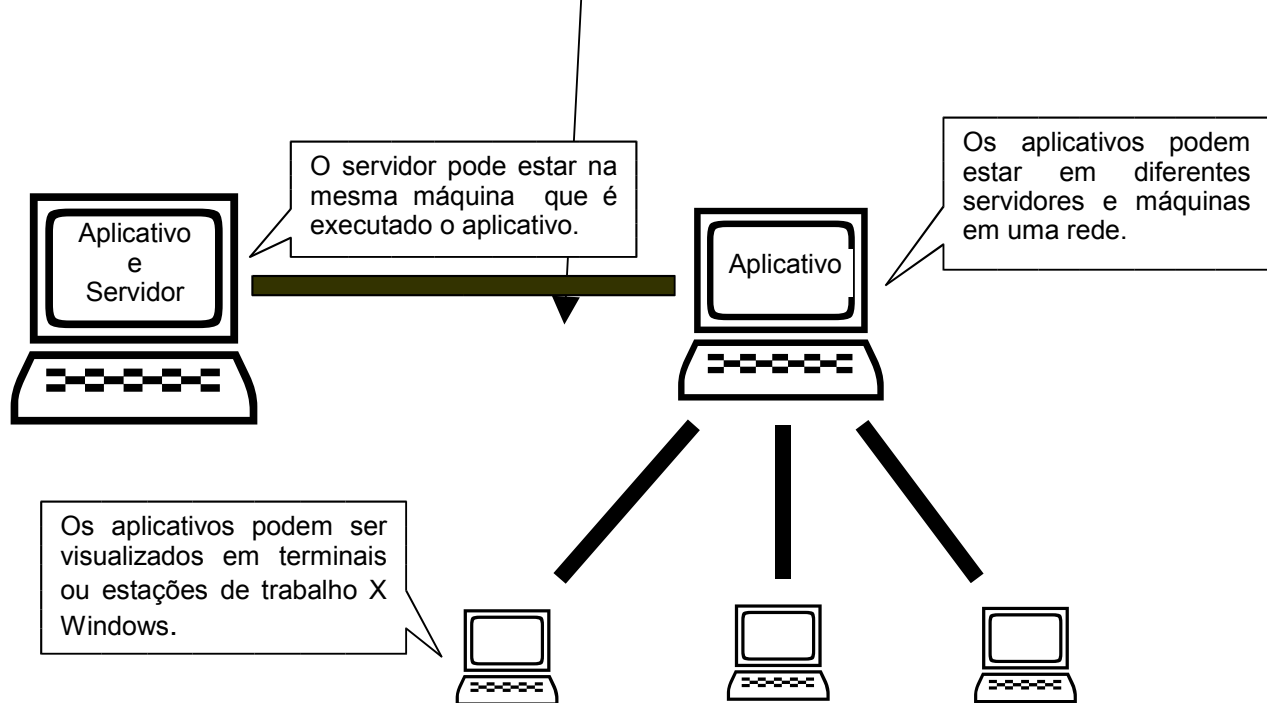 O servidor pode estar na
mesma máquina que é
executado o aplicativo.
Os aplicativos podem
estar em diferentes
servidores e máquinas
em uma rede.
Aplicativo
e
Servidor
Aplicativo
Os aplicativos podem ser
visualizados em terminais
ou estações de trabalho X
Windows.